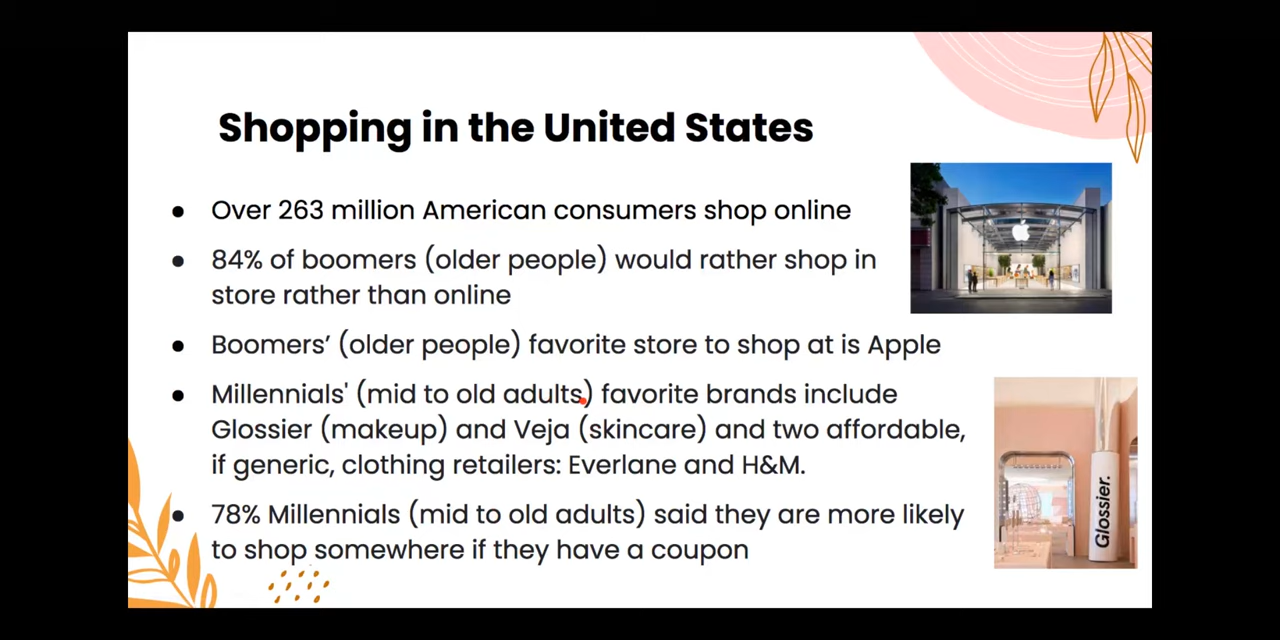 Shopping in the United States
● Over 263 million American consumers shop online
● 84% of boomers (older people) would rather shop in
store rather than online
● Boomers’ (older people) favorite store to shop at is Apple
● Millennials' (mid to old adults) favorite brands include
Glossier (makeup) and Veja (skincare) and two affordable,
if generic, clothing retailers: Everlane and H&M.
● 78% Millennials (mid to old adults) said they are more likely
to shop somewhere if they have a coupon
Glossier.